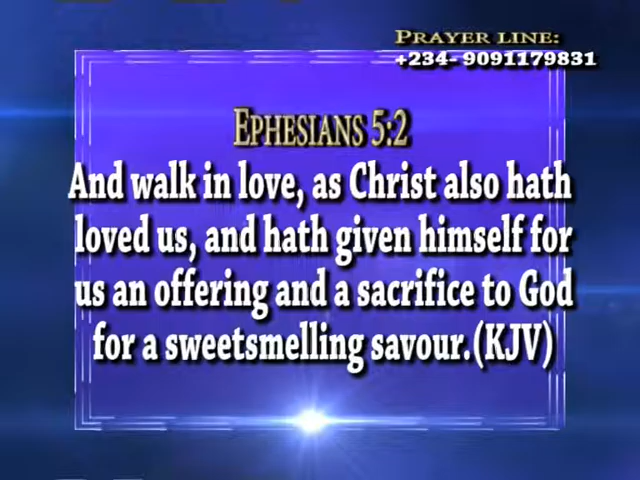 PRAYER LINE:
+234- 9091179831
EPHESIANS 5:2
And walk in love, as Christ also hath
loved us, and hath given himself for
us an offering and a sacrifice to God
for a sweetsmelling savour.(KJV)